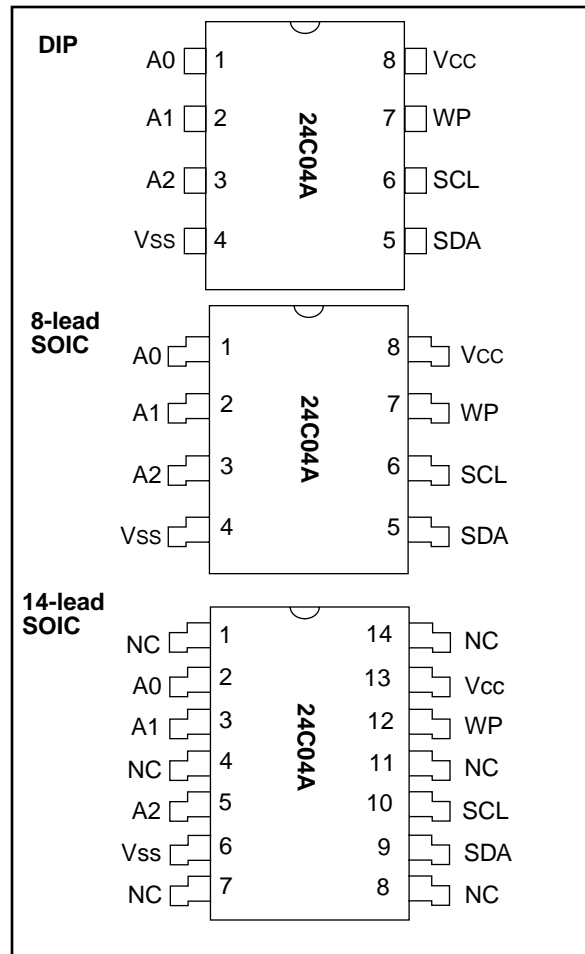 DIP
A0 1 8 VCC
A1 2 7 WP
A2 3 6 SCL
VSS 4 5 SDA
24C04A
8-lead
SOIC
A0 1 8 VCC
A1 2 7 WP
A2 3 6 SCL
VSS 4 5 SDA
24C04A
14-lead
SOIC
NC 1 14 NC
A0 2 13 Vcc
A1 3 12 WP
NC 4 11 NC
A2 5 10 SCL
Vss 6 9 SDA
NC 7 8 NC
24C04A